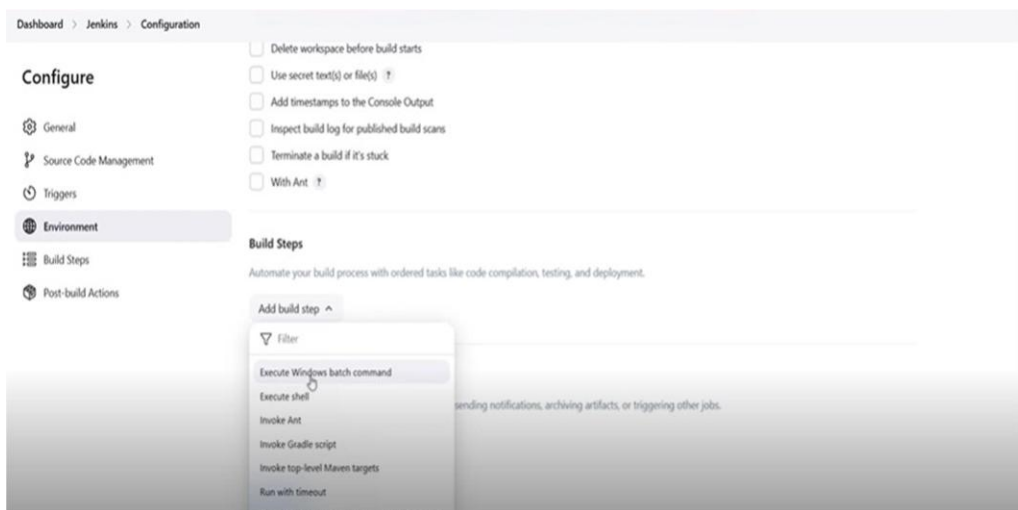 Dashboard > Jenkins > Configuration
Configure
General
Source Code Management
Triggers
Environment
Build Steps
Post-build Actions
Delete workspace before build starts
Use secret text(s) or file(s) ?
Add timestamps to the Console Output
Inspect build log for published build scans
Terminate a build if it's stuck
With Ant ?
Build Steps
Automate your build process with ordered tasks like code compilation, testing, and deployment.
Add build step
Filter
Execute Windows batch command
Execute shell
Invoke Ant
Invoke Gradle script
Invoke top-level Maven targets
Run with timeout
sending notifications, archiving artifacts, or triggering other jobs.